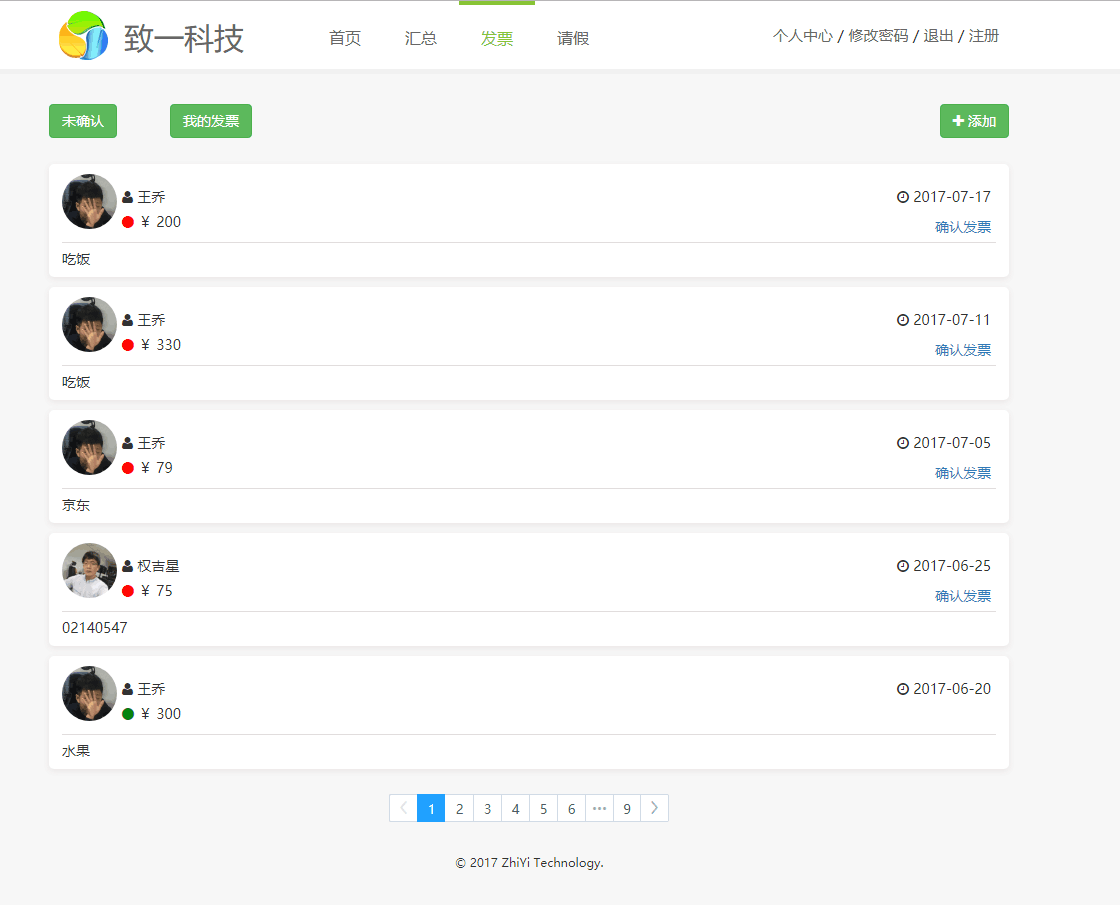 致一科技 首页 汇总 发票 请假 个人中心 / 修改密码 / 退出 / 注册
未确认 我的发票 添加
王乔 2017-07-17
¥ 200 确认发票
吃饭
王乔 2017-07-11
¥ 330 确认发票
吃饭
王乔 2017-07-05
¥ 79 确认发票
京东
权吉星 2017-06-25
¥ 75 确认发票
02140547
王乔 2017-06-20
¥ 300
水果
1 2 3 4 5 6 ••• 9
© 2017 ZhiYi Technology.